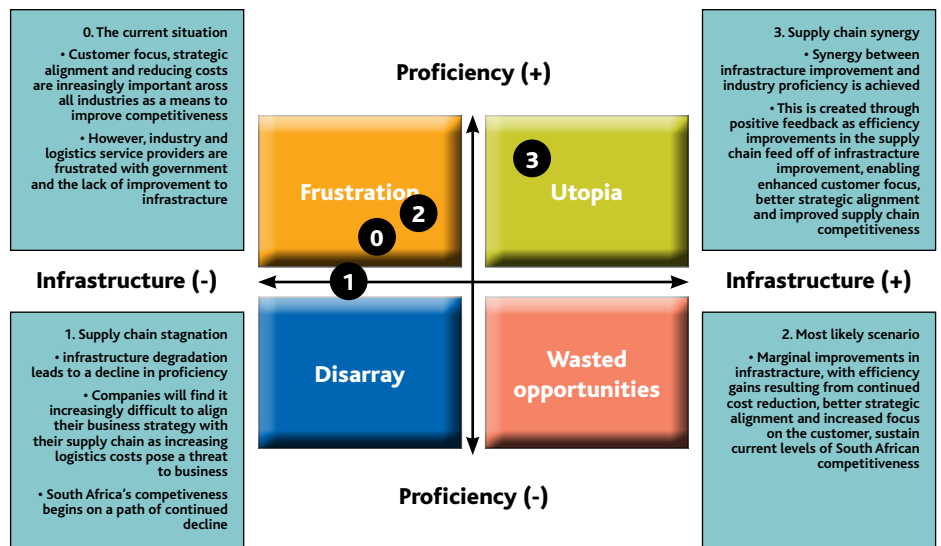 0. The current situation
• Customer focus, strategic
alignment and reducing costs
are inreasingly important aross
all industries as a means to
improve competitiveness
• However, industry and
logistics service providers are
frustrated with government
and the lack of improvement to
infrastructure
Proficiency (+)
3. Supply chain synergy
• Synergy between
infrastracture improvement and
industry proficiency is achieved
• This is created through
positive feedback as efficiency
improvements in the supply
chain feed off of infrastracture
improvement, enabling
enhanced customer focus,
better strategic alignment
and improved supply chain
competitiveness
Frustration
2
0
3
Utopia
Infrastructure (-)
1
Infrastructure (+)
1. Supply chain stagnation
• infrastructure degradation
leads to a decline in proficiency
• Companies will find it
increasingly difficult to align
their business strategy with
their supply chain as increasing
logistics costs pose a threat
to business
• South Africa's competiveness
begins on a path of continued
decline
Disarray
Wasted
opportunities
2. Most likely scenario
• Marginal improvements in
infrastructure, with efficiency
gains resulting from continued
cost reduction, better strategic
alignment and increased focus
on the customer, sustain
current levels of South African
competitiveness
Proficiency (-)